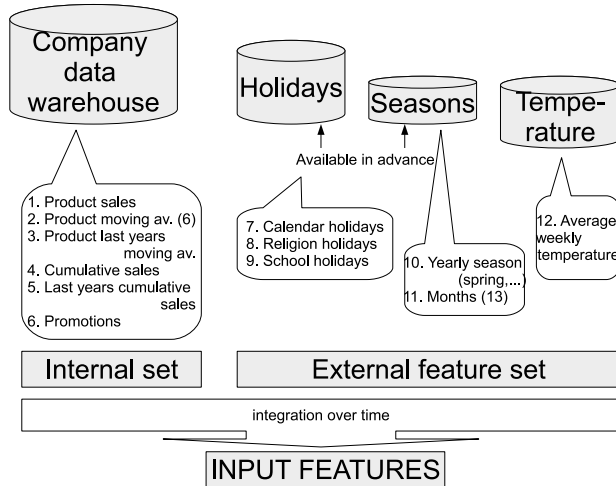 Company
data
warehouse
Holidays
Seasons
Tempe-
rature
Available in advance
1. Product sales
2. Product moving av. (6)
3. Product last years
moving av.
4. Cumulative sales
5. Last years cumulative
sales
6. Promotions
7. Calendar holidays
8. Religion holidays
9. School holidays
10. Yearly season
(spring,...)
11. Months (13)
12. Average
weekly
temperature
Internal set
External feature set
integration over time
INPUT FEATURES